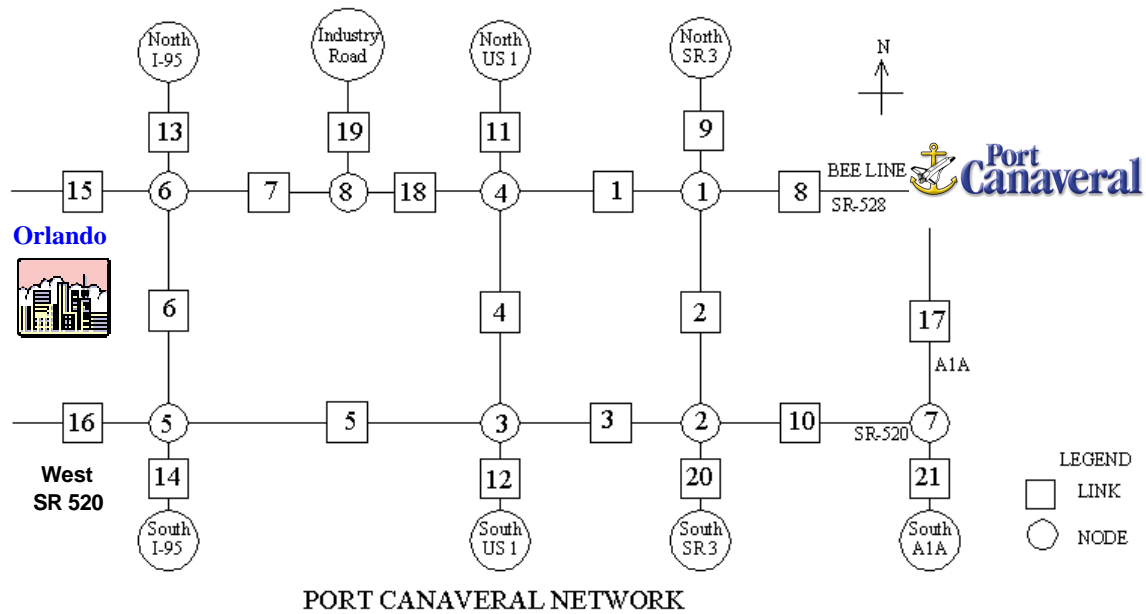 North
I-95
Industry
Road
North
US 1
North
SR 3
N
13
19
11
9
15
6
7
8
18
4
1
1
8
BEE LINE
SR-528
Port
Canaveral
Orlando
6
4
2
17
A1A
16
5
5
3
3
2
10
SR-520
7
West
SR 520
14
12
20
21
LEGEND
LINK
NODE
South
I-95
South
US 1
South
SR 3
South
A1A
PORT CANAVERAL NETWORK